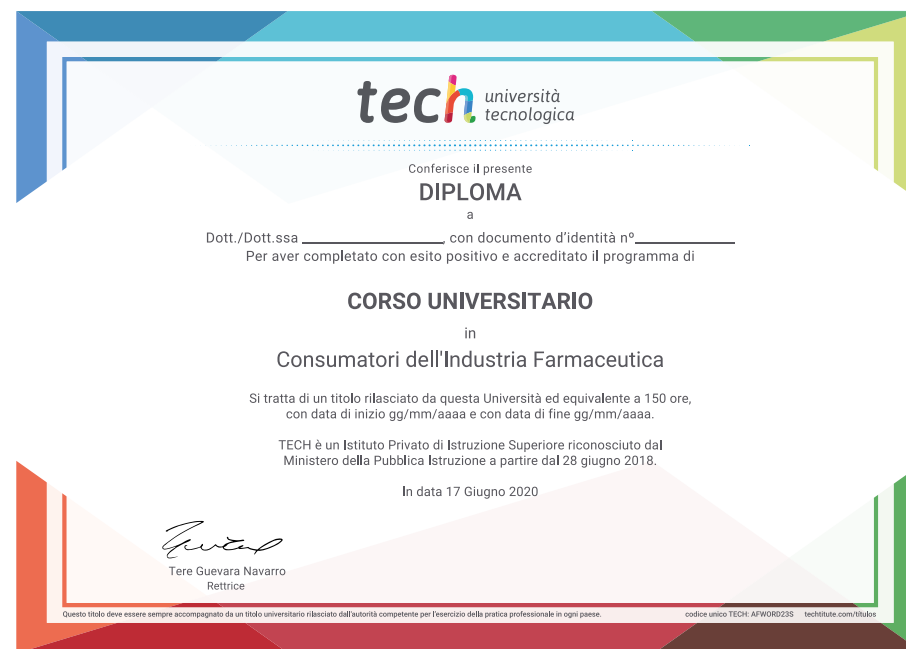 tech università
tecnologica
Conferisce il presente
DIPLOMA
a
Dott./Dott.ssa ____________________, con documento d'identità nº______________
Per aver completato con esito positivo e accreditato il programma di
CORSO UNIVERSITARIO
in
Consumatori dell'Industria Farmaceutica
Si tratta di un titolo rilasciato da questa Università ed equivalente a 150 ore,
con data di inizio gg/mm/aaaa e con data di fine gg/mm/aaaa.
TECH è un Istituto Privato di Istruzione Superiore riconosciuto dal
Ministero della Pubblica Istruzione a partire dal 28 giugno 2018.
In data 17 Giugno 2020
Tere Guevara Navarro
Rettrice
Questo titolo deve essere sempre accompagnato da un titolo universitario rilasciato dall'autorità competente per l'esercizio della pratica professionale in ogni paese. codice unico TECH: AFWORD23S techtitute.com/títulos